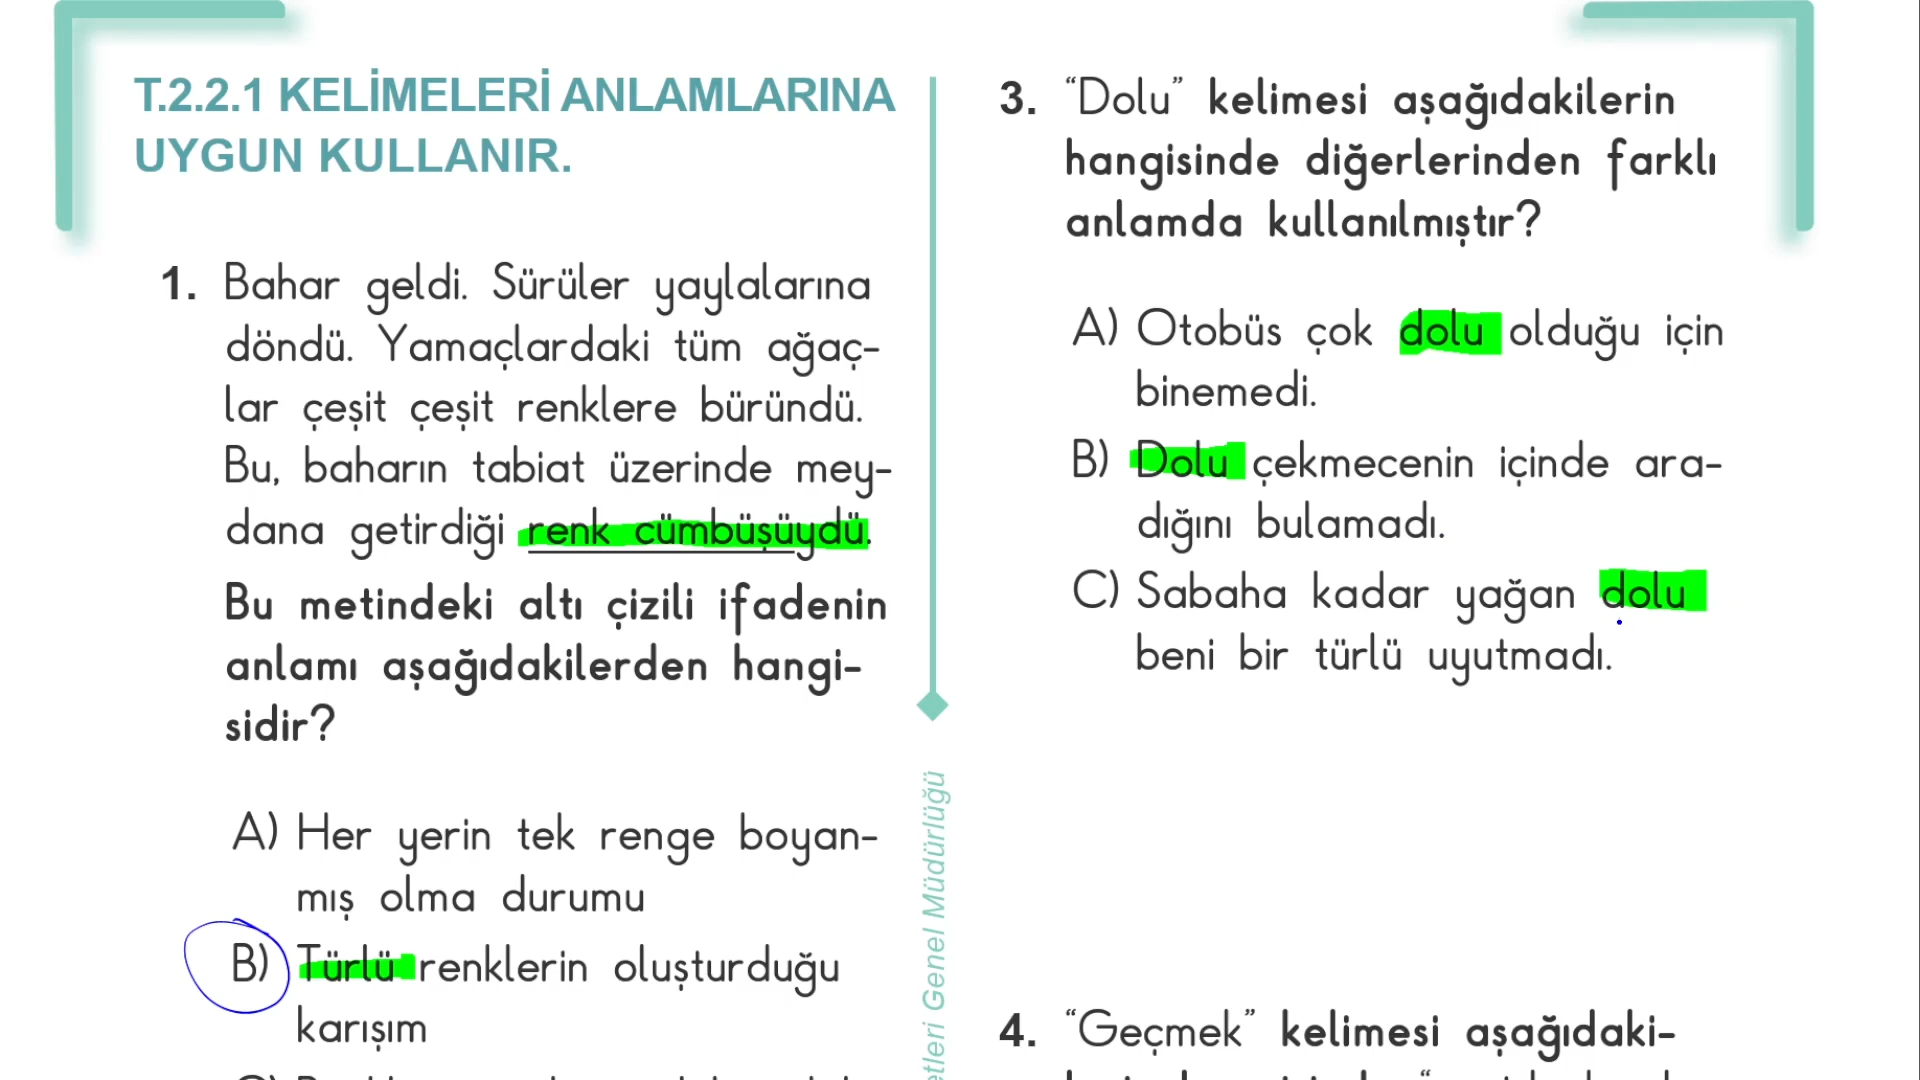 T.2.2.1 KELİMELERİ ANLAMLARINA
UYGUN KULLANIR.
1. Bahar geldi. Sürüler yaylalarına
döndü. Yamaçlardaki tüm ağaç-
lar çeşit çeşit renklere büründü.
Bu, baharın tabiat üzerinde mey-
dana getirdiği renk cümbüşüydü.
Bu metindeki altı çizili ifadenin
anlamı aşağıdakilerden hangi-
sidir?
A) Her yerin tek renge boyan-
mış olma durumu
B) Türlü renklerin oluşturduğu
karışım
etleri Genel Müdürlüğü
3. “Dolu” kelimesi aşağıdakilerin
hangisinde diğerlerinden farklı
anlamda kullanılmıştır?
A) Otobüs çok dolu olduğu için
binemedi.
B) Dolu çekmecenin içinde ara-
dığını bulamadı.
C) Sabaha kadar yağan dolu
beni bir türlü uyutmadı.
4. “Geçmek” kelimesi aşağıdaki-